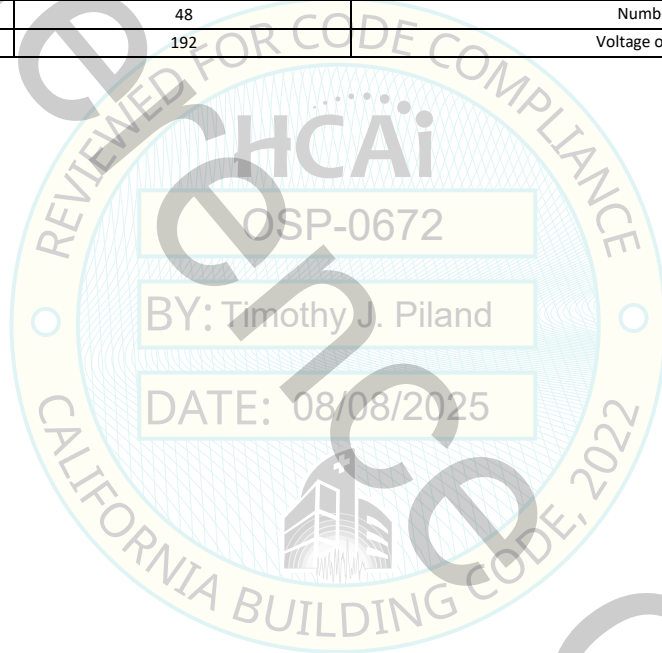 48 Numb
192 Voltage o
REVIEWED FOR CODE COMPLIANCE
HCAi
OSP-0672
BY: Timothy J. Piland
DATE: 08/08/2025
CALIFORNIA BUILDING CODE, 2022